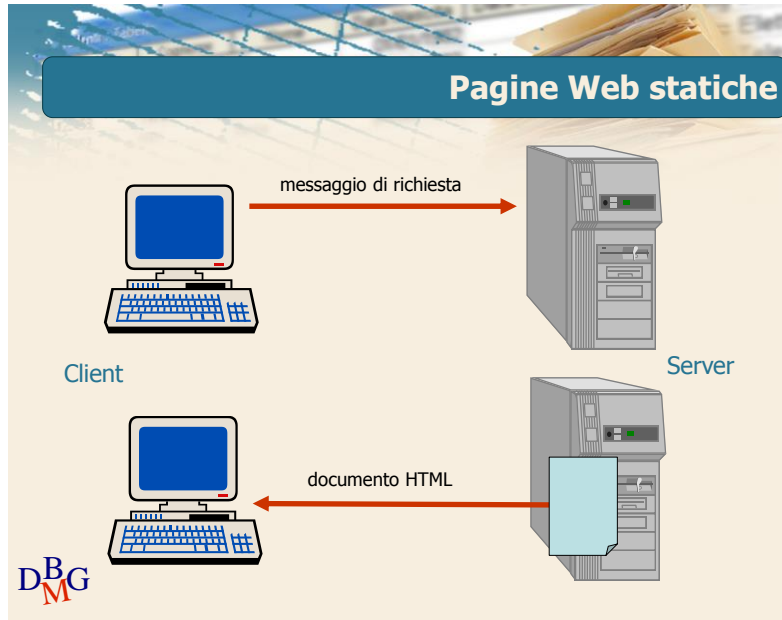 Pagine Web statiche
messaggio di richiesta
Client
Server
documento HTML
DBMG